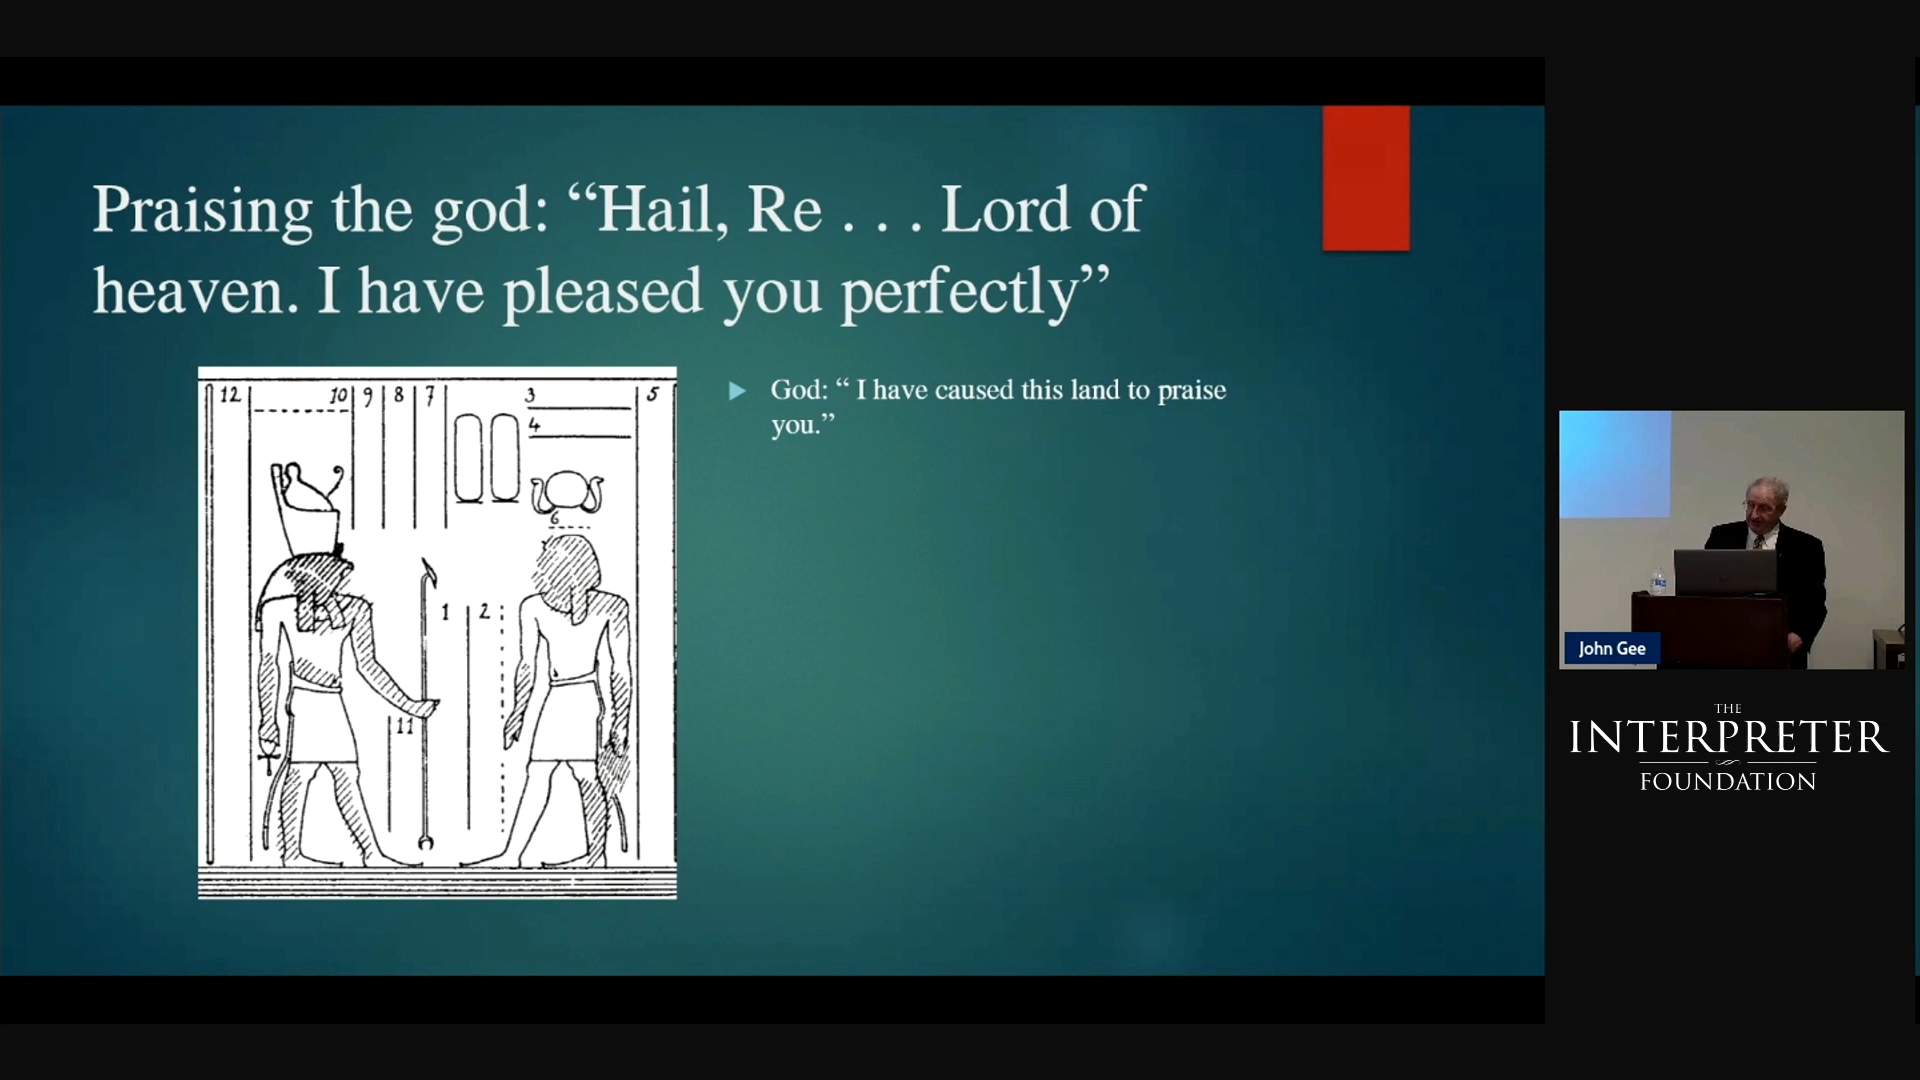 Praising the god: “Hail, Re . . . Lord of
heaven. I have pleased you perfectly”
12 10 9 8 7 3 5
4
6
1 2
11
God: “ I have caused this land to praise
you.”
John Gee
THE
INTERPRETER
FOUNDATION